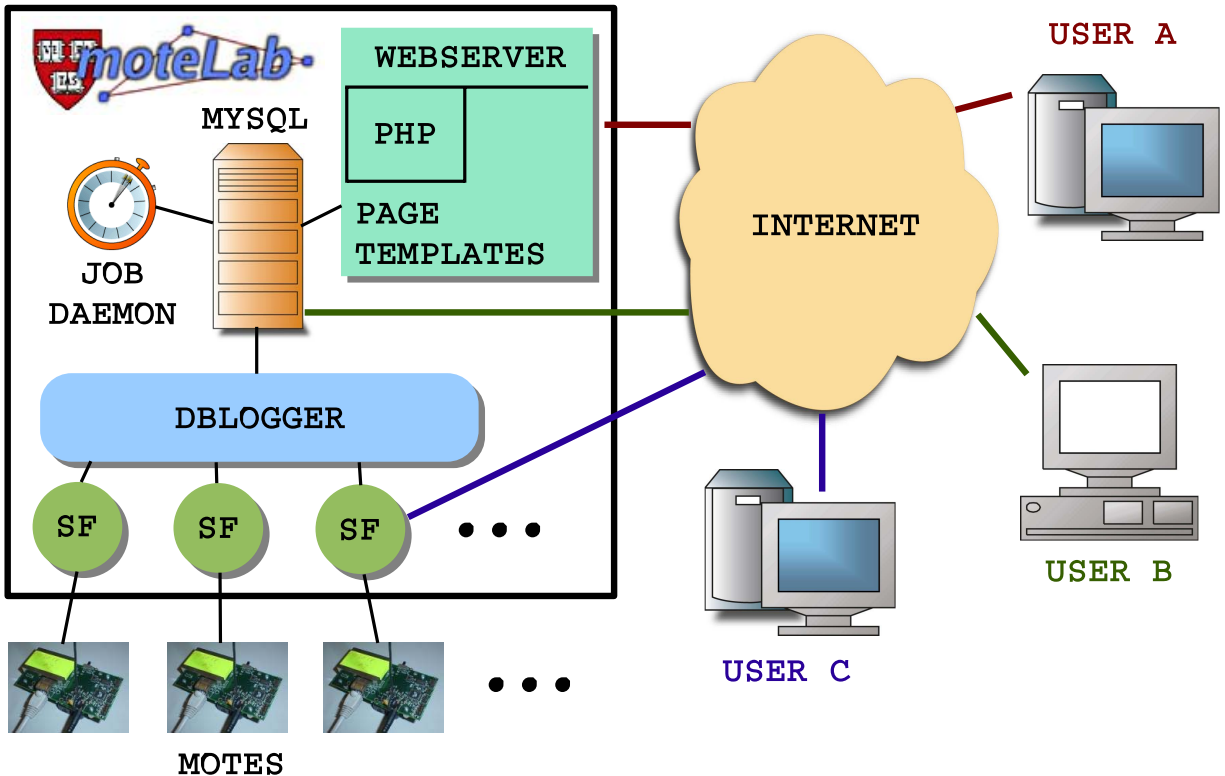 moteLab
WEBSERVER
PHP
PAGE
TEMPLATES
MYSQL
JOB
DAEMON
INTERNET
DBLOGGER
SF
SF
SF
...
MOTES
...
USER A
USER B
USER C